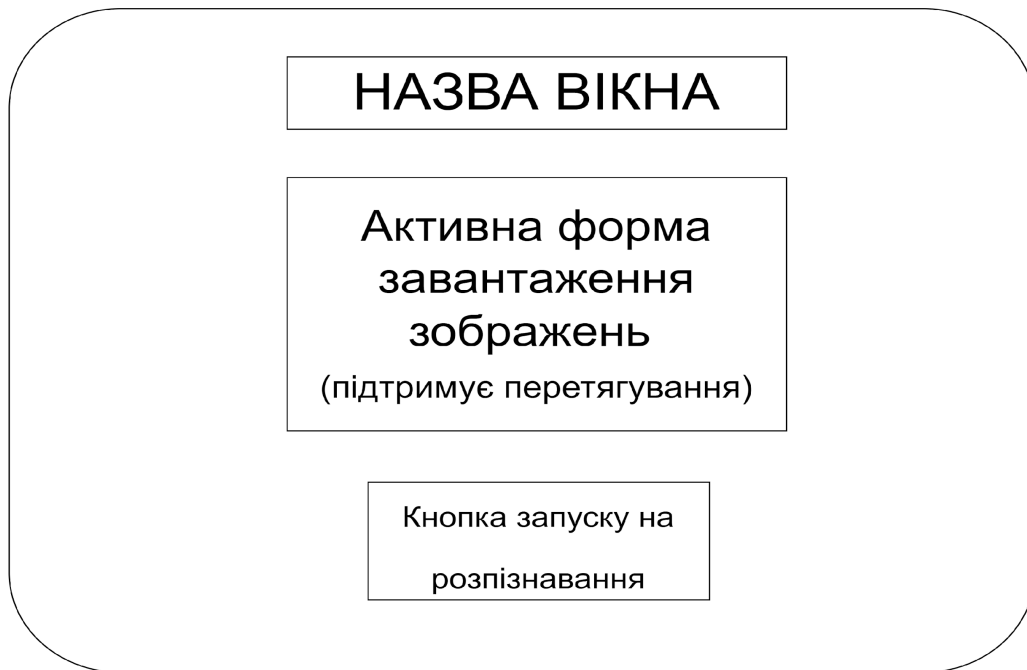 НАЗВА ВІКНА
Активна форма
завантаження
зображень
(підтримує перетягування)
Кнопка запуску на
розпізнавання